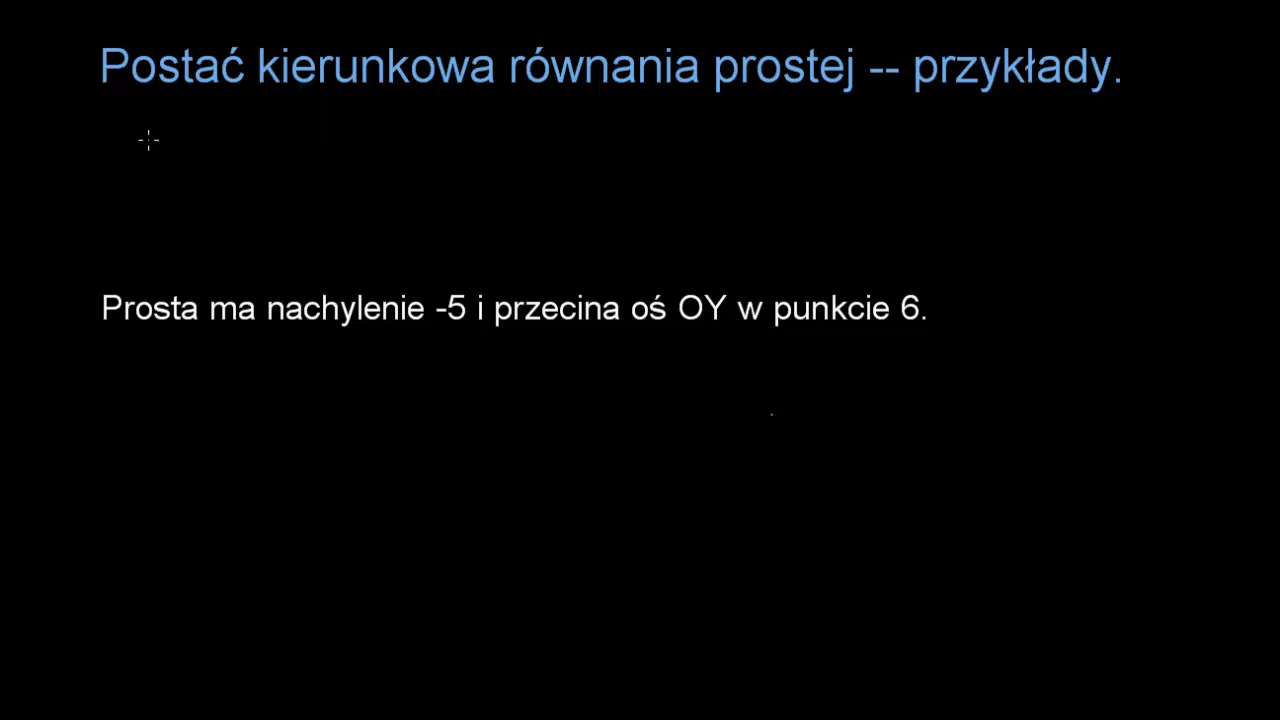 Postać kierunkowa równania prostej -- przykłady.
Prosta ma nachylenie -5 i przecina oś OY w punkcie 6.